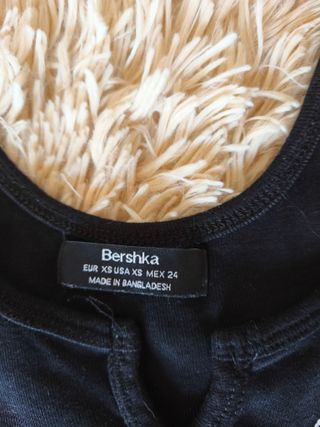 Bershka
EUR XS USA XS MEX 24
MADE IN BANGLADESH